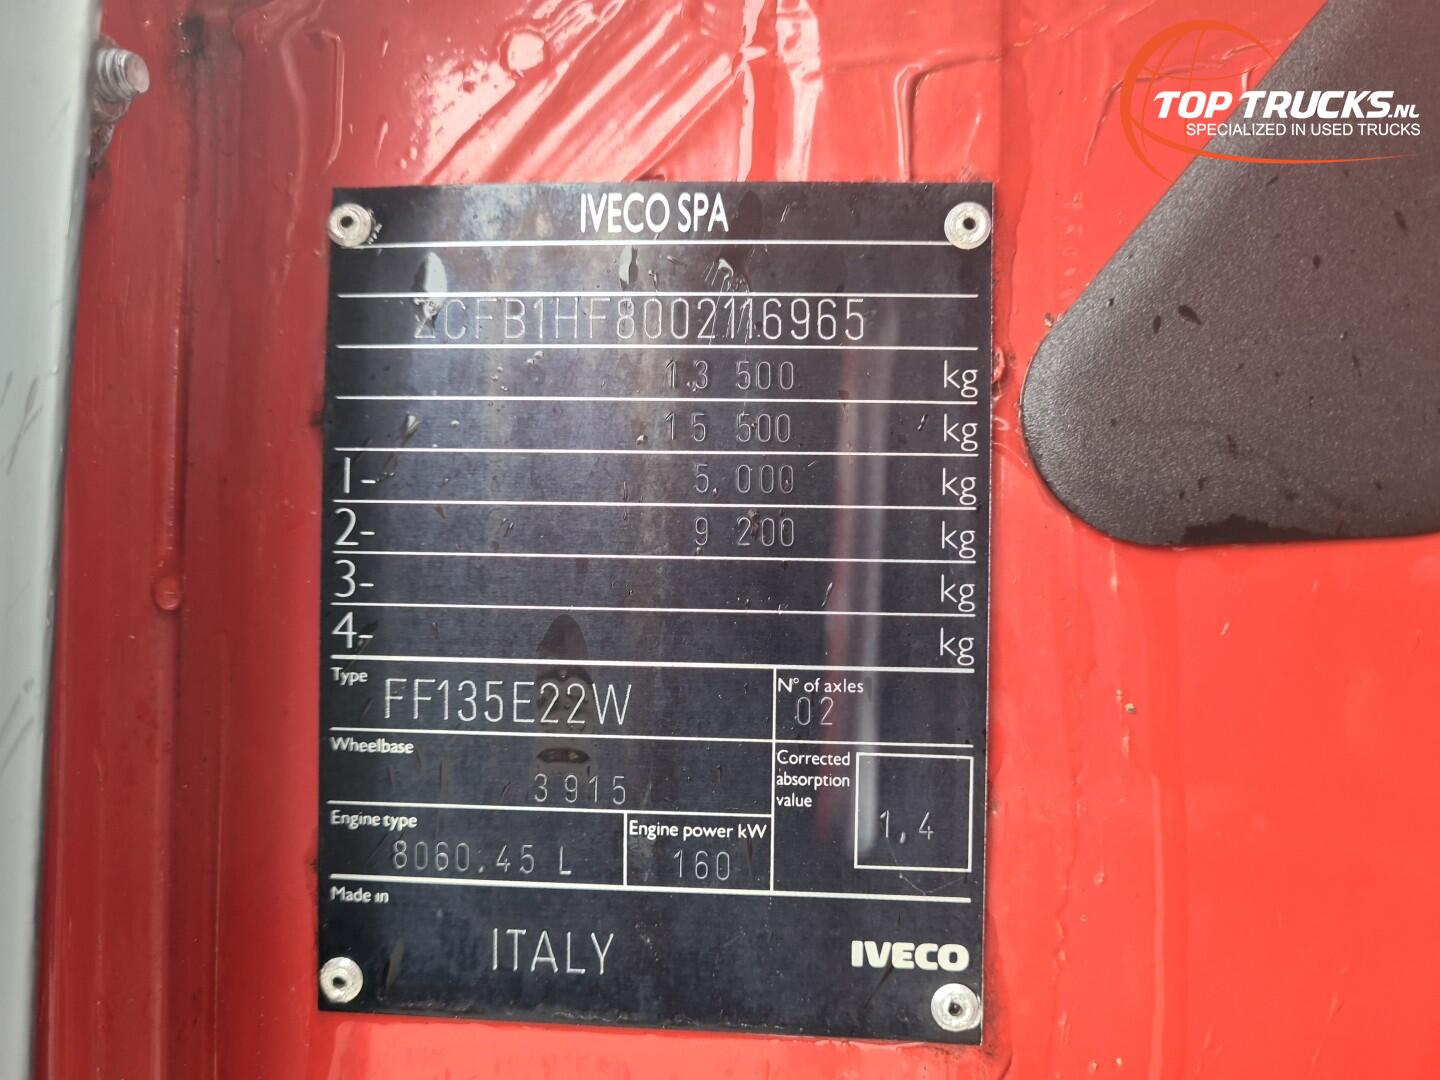 TOP TRUCKS.NL
SPECIALIZED IN USED TRUCKS
IVECO SPA
ZCFB1HF8002116965
13 500 kg
15 500 kg
1- 5.000 kg
2- 9 200 kg
3- kg
4- kg
Type FF135E22W
N° of axles 02
Wheelbase 3915
Corrected absorption value 1,4
Engine type 8060.45 L
Engine power kW 160
Made in ITALY
IVECO